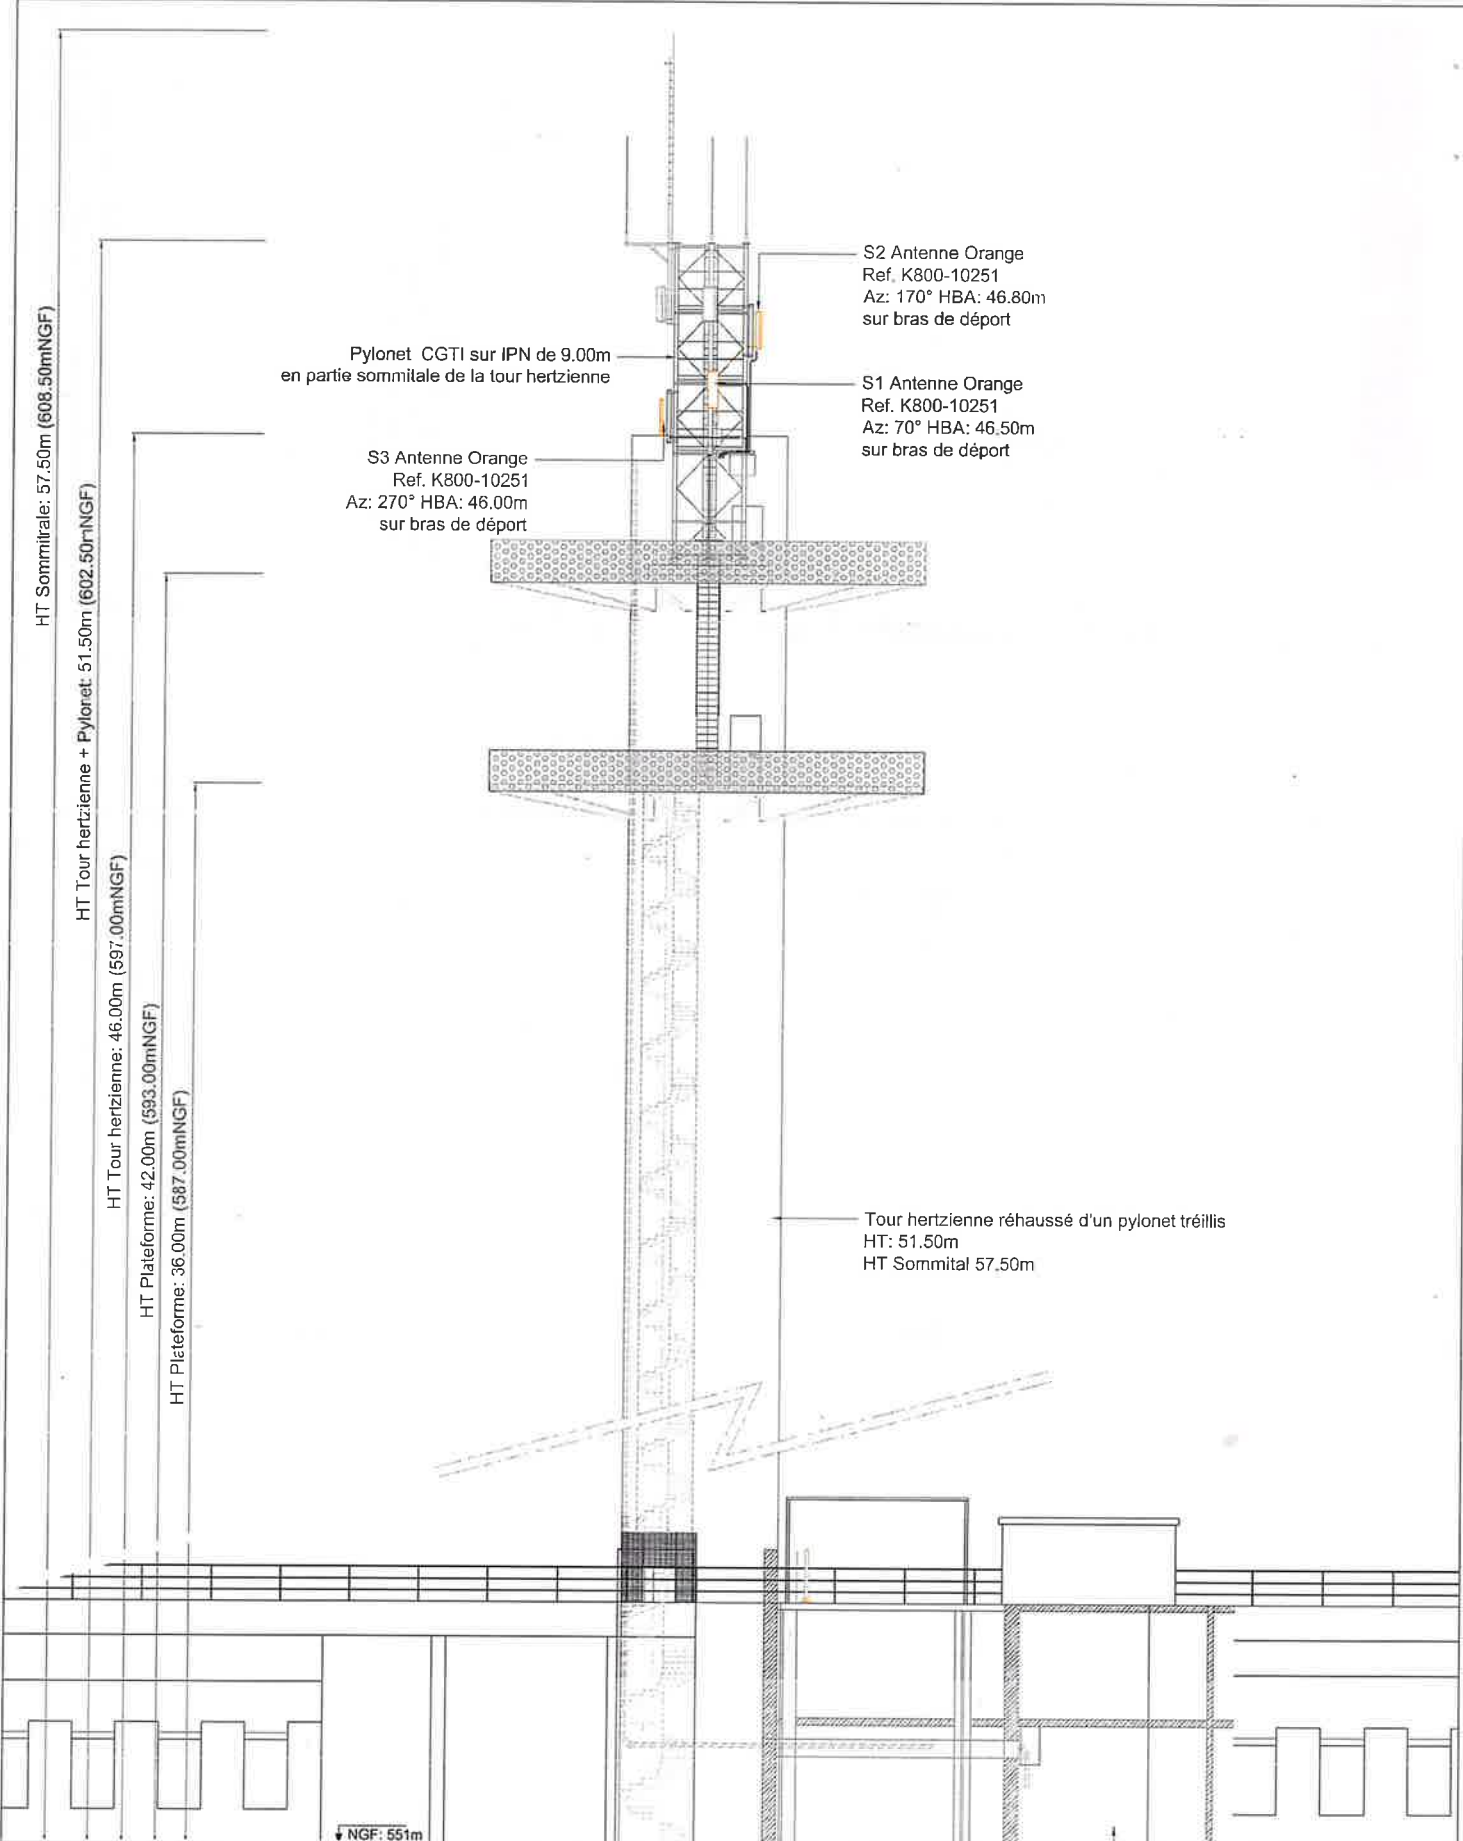 S2 Antenne Orange
Ref. K800-10251
Az: 170° HBA: 46.80m
sur bras de déport
Pylonet CGTI sur IPN de 9.00m
en partie sommitale de la tour hertzienne
S1 Antenne Orange
Ref. K800-10251
Az: 70° HBA: 46.50m
sur bras de déport
S3 Antenne Orange
Ref. K800-10251
Az: 270° HBA: 46.00m
sur bras de déport
HT Sommitrale: 57.50m (608.50mNGF)
HT Tour hertzienne + Pylonet: 51.50m (602.50mNGF)
HT Tour hertzienne: 46.00m (597.00mNGF)
HT Plateforme: 42.00m (593.00mNGF)
HT Plateforme: 36.00m (587.00mNGF)
Tour hertzienne réhaussé d'un pylonet tréillis
HT: 51.50m
HT Sommital 57.50m
NGF: 551m